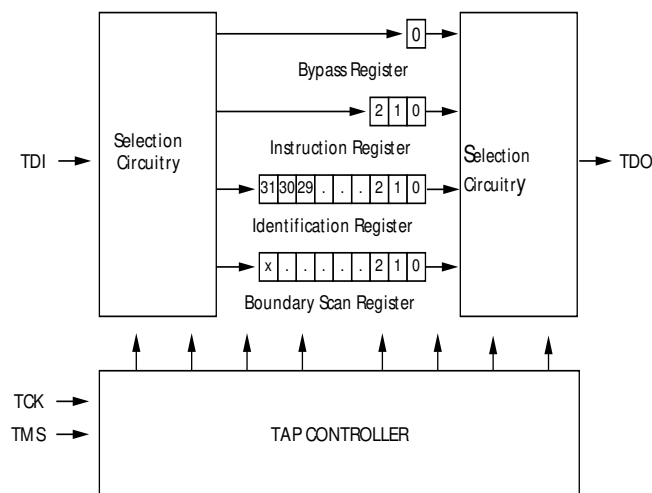 0
Bypass Register
2 1 0
Selection
Circuitry
Instruction Register
Selection
Circuitry
TDI
TDO
31 30 29 . . . 2 1 0
Identification Register
x . . . . . 2 1 0
Boundary Scan Register
TCK
TMS
TAP CONTROLLER